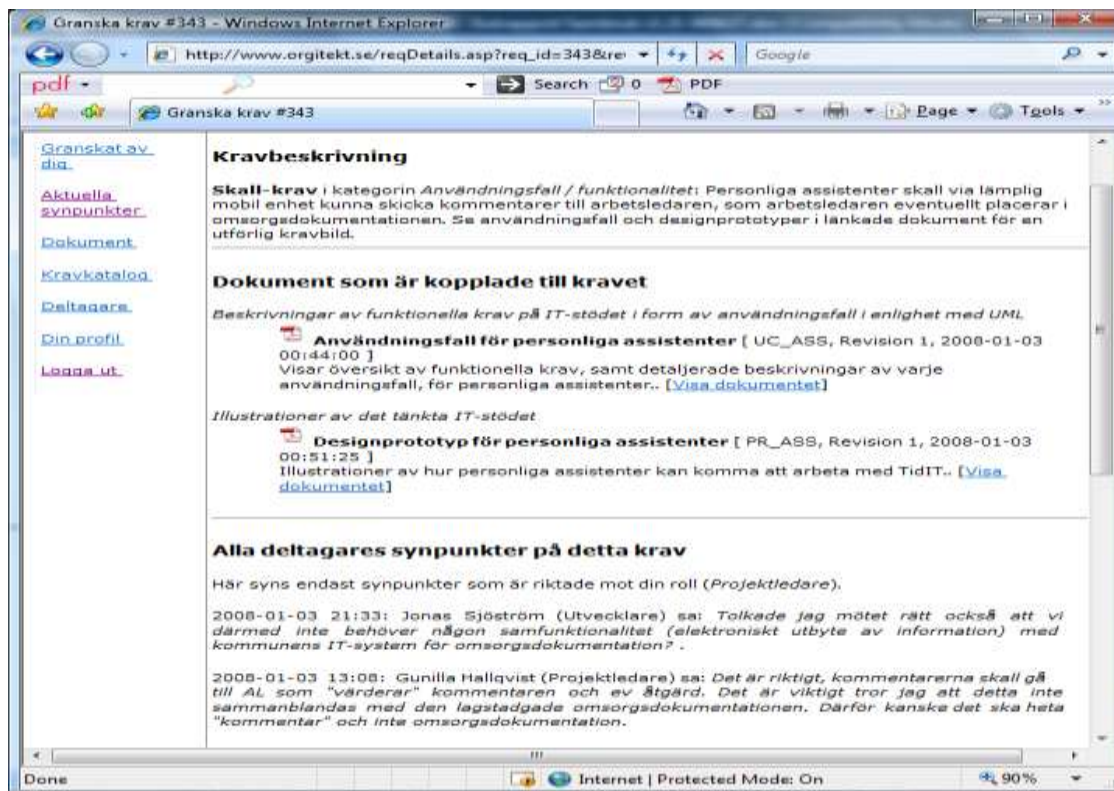 Granska krav #343 - Windows Internet Explorer
http://www.orgitekt.se/reqDetails.asp?req_id=343&re
Google
pdf
Search 0 PDF
Granska krav #343
Page Tools
Granskat av
dig
Aktuella
synpunkter
Dokument
Kravkatalog
Deltagare
Din profil
Logga ut
Kravbeskrivning
Skall-krav i kategorin Användningsfall / funktionalitet: Personliga assistenter skall via lämplig
mobil enhet kunna skicka kommentarer till arbetsledaren, som arbetsledaren eventuellt placerar i
omsorgsdokumentationen. Se användningsfall och designprototyper i länkade dokument för en
utförlig kravbild.
Dokument som är kopplade till kravet
Beskrivningar av funktionella krav på IT-stödet i form av användningsfall i enlighet med UML
Användningsfall för personliga assistenter [ UC_ASS, Revision 1, 2008-01-03
00:44:00 ]
Visar översikt av funktionella krav, samt detaljerade beskrivningar av varje
användningsfall, för personliga assistenter.. [Visa dokumentet]
Illustrationer av det tänkta IT-stödet
Designprototyp för personliga assistenter [ PR_ASS, Revision 1, 2008-01-03
00:51:25 ]
Illustrationer av hur personliga assistenter kan komma att arbeta med TidIT.. [Visa
dokumentet]
Alla deltagares synpunkter på detta krav
Här syns endast synpunkter som är riktade mot din roll (Projektledare).
2008-01-03 21:33: Jonas Sjöström (Utvecklare) sa: Tolkade jag mötet rätt också att vi
därmed inte behöver någon samfunktionalitet (elektroniskt utbyte av information) med
kommunens IT-system för omsorgsdokumentation? .
2008-01-03 13:08: Gunilla Hallqvist (Projektledare) sa: Det är riktigt, kommentarerna skall gå
till AL som "värderar" kommentaren och ev åtgärd. Det är viktigt tror jag att detta inte
sammanblandas med den lagstadgade omsorgsdokumentationen. Därför kanske det ska heta
"kommentar" och inte omsorgsdokumentation.
Done
Internet | Protected Mode: On
90%